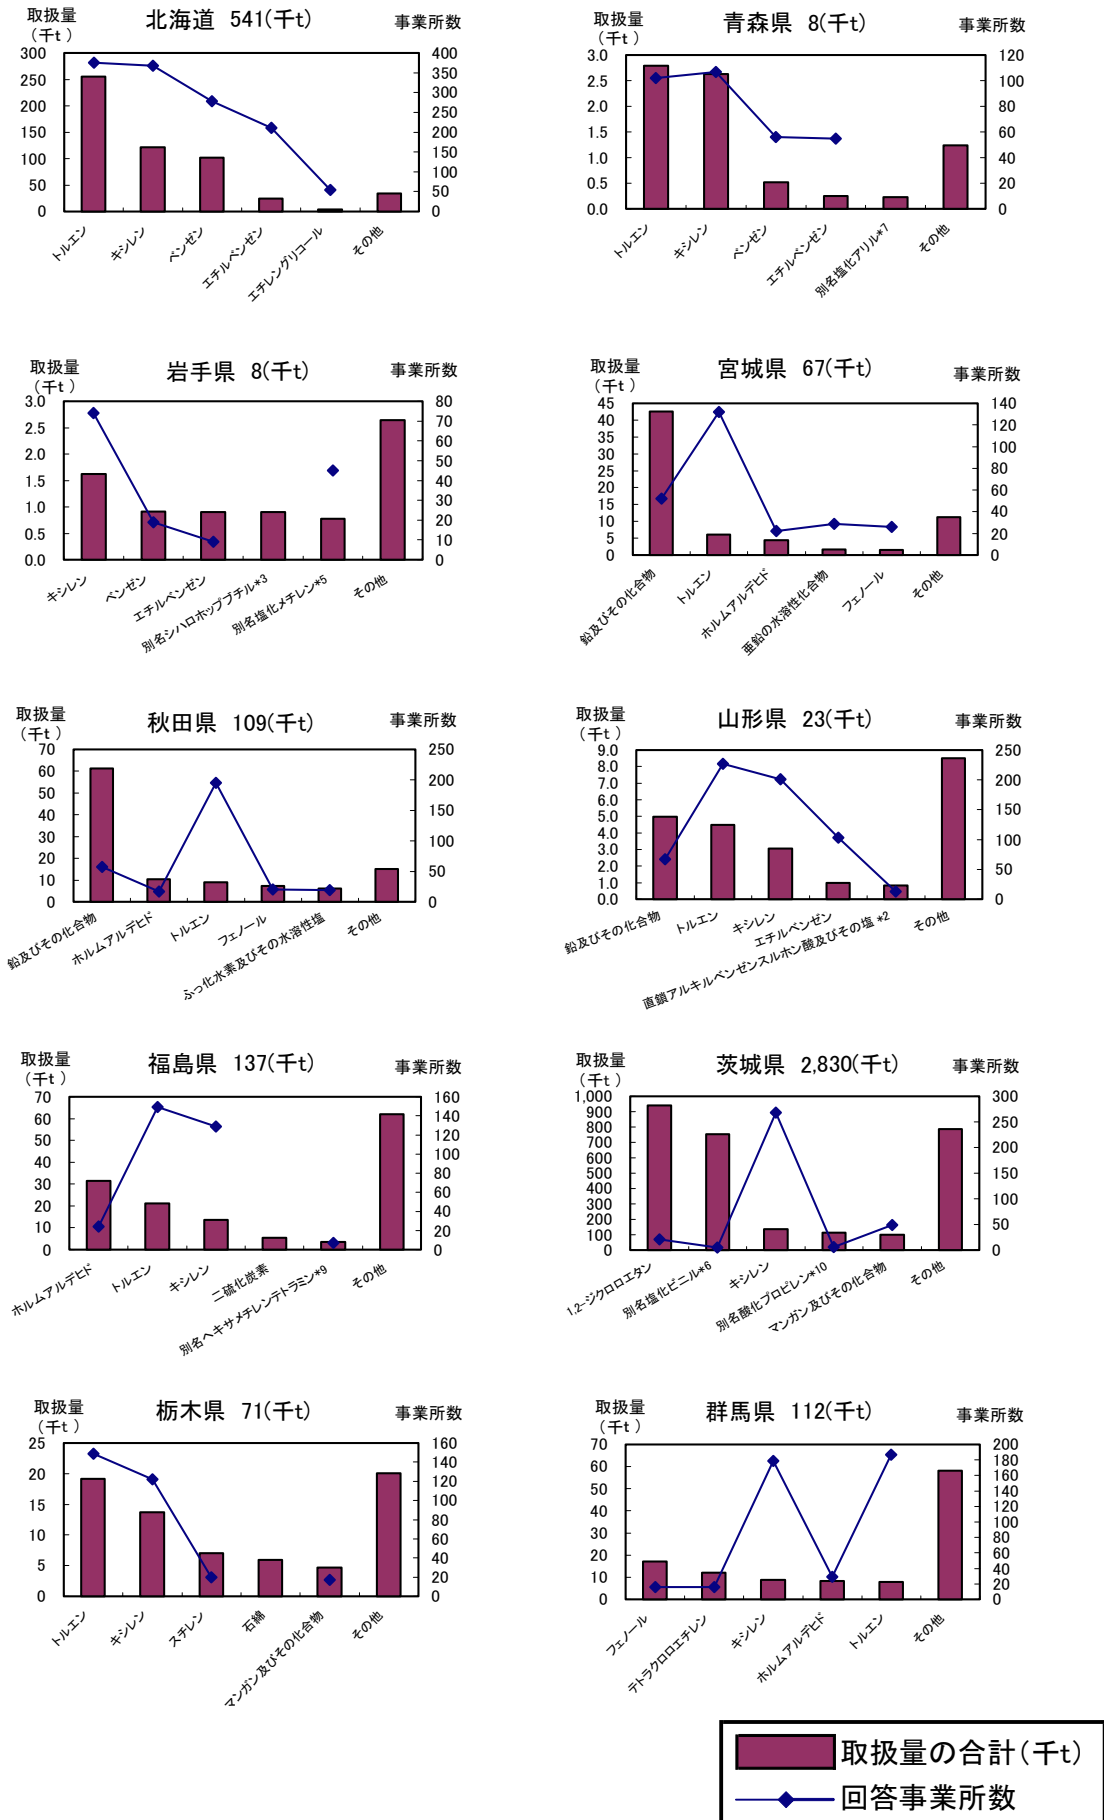 取扱量
（千t ）
北海道 541(千t)
事業所数
300
250
200
150
100
50
0
400
350
300
250
200
150
100
50
0
トルエン
キシレン
ベンゼン
エチルベンゼン
エチレングリコール
その他
青森県 8(千t)
3.0
2.5
2.0
1.5
1.0
0.5
0.0
120
100
80
60
40
20
0
トルエン
キシレン
ベンゼン
エチルベンゼン
別名塩化アリル*7
その他
取扱量
（千t ）
岩手県 8(千t)
事業所数
3.0
2.5
2.0
1.5
1.0
0.5
0.0
80
70
60
50
40
30
20
10
0
キシレン
ベンゼン
エチルベンゼン
別名シハロホップブチル*3
別名塩化メチレン*5
その他
取扱量
（千t ）
宮城県 67(千t)
事業所数
45
40
35
30
25
20
15
10
5
0
140
120
100
80
60
40
20
0
鉛及びその化合物
トルエン
ホルムアルデヒド
亜鉛の水溶性化合物
フェノール
その他
取扱量
（千t ）
秋田県 109(千t)
事業所数
70
60
50
40
30
20
10
0
250
200
150
100
50
0
鉛及びその化合物
ホルムアルデヒド
トルエン
フェノール
ふっ化水素及びその水溶性塩
その他
取扱量
（千t ）
山形県 23(千t)
事業所数
9.0
8.0
7.0
6.0
5.0
4.0
3.0
2.0
1.0
0.0
250
200
150
100
50
0
鉛及びその化合物
トルエン
キシレン
エチルベンゼン
直鎖アルキルベンゼンスルホン酸及びその塩 *2
その他
取扱量
（千t ）
福島県 137(千t)
事業所数
70
60
50
40
30
20
10
0
160
140
120
100
80
60
40
20
0
ホルムアルデヒド
トルエン
キシレン
二硫化炭素
別名ヘキサメチレンテトラミン*9
その他
取扱量
（千t ）
茨城県 2,830(千t)
事業所数
1,000
900
800
700
600
500
400
300
200
100
0
300
250
200
150
100
50
0
1,2-ジクロロエタン
別名塩化ビニル*6
キシレン
別名酸化プロピレン*10
マンガン及びその化合物
その他
取扱量
（千t ）
栃木県 71(千t)
事業所数
25
20
15
10
5
0
160
140
120
100
80
60
40
20
0
トルエン
キシレン
スチレン
石綿
マンガン及びその化合物
その他
取扱量
（千t ）
群馬県 112(千t)
事業所数
70
60
50
40
30
20
10
0
200
180
160
140
120
100
80
60
40
20
0
フェノール
テトラクロロエチレン
キシレン
ホルムアルデヒド
トルエン
その他
取扱量の合計（千t）
回答事業所数